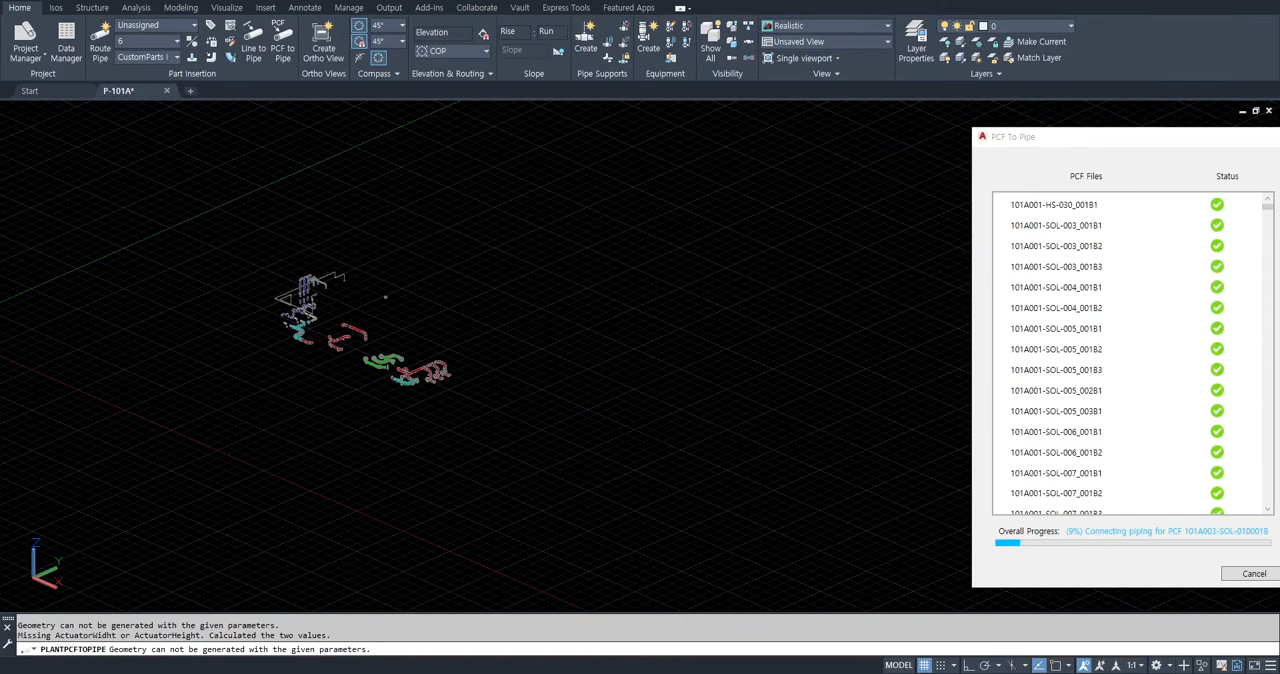 Home Isos Structure Analysis Modeling Visualize Insert Annotate Manage Output Add-ins Collaborate Vault Express Tools Featured Apps
Project Manager
Data Manager
Project
Route Pipe
Unassigned
6
CustomParts I
Line to Pipe
PCF to Pipe
Part Insertion
Create Ortho View
Ortho Views
45°
45°
Compass
Elevation
COP
Elevation & Routing
Rise Run
Slope
Slope
Create
Pipe Supports
Create
Equipment
Show All
Visibility
Realistic
Unsaved View
Single viewport
View
Layer Properties
0
Make Current
Match Layer
Layers
Start P-101A*
PCF To Pipe
PCF Files Status
101A001-HS-030_001B1
101A001-SOL-003_001B1
101A001-SOL-003_001B2
101A001-SOL-003_001B3
101A001-SOL-004_001B1
101A001-SOL-004_001B2
101A001-SOL-005_001B1
101A001-SOL-005_001B2
101A001-SOL-005_001B3
101A001-SOL-005_002B1
101A001-SOL-005_003B1
101A001-SOL-006_001B1
101A001-SOL-006_001B2
101A001-SOL-007_001B1
101A001-SOL-007_001B2
101A001-SOL-007_001B3
Overall Progress: (9%) Connecting piping for PCF 101A003-SOL-010001B
Cancel
Z
Y
X
Geometry can not be generated with the given parameters.
Missing ActuatorWidht or ActuatorHeight. Calculated the two values.
PLANTPCFTOPIPE Geometry can not be generated with the given parameters.
MODEL 1:1